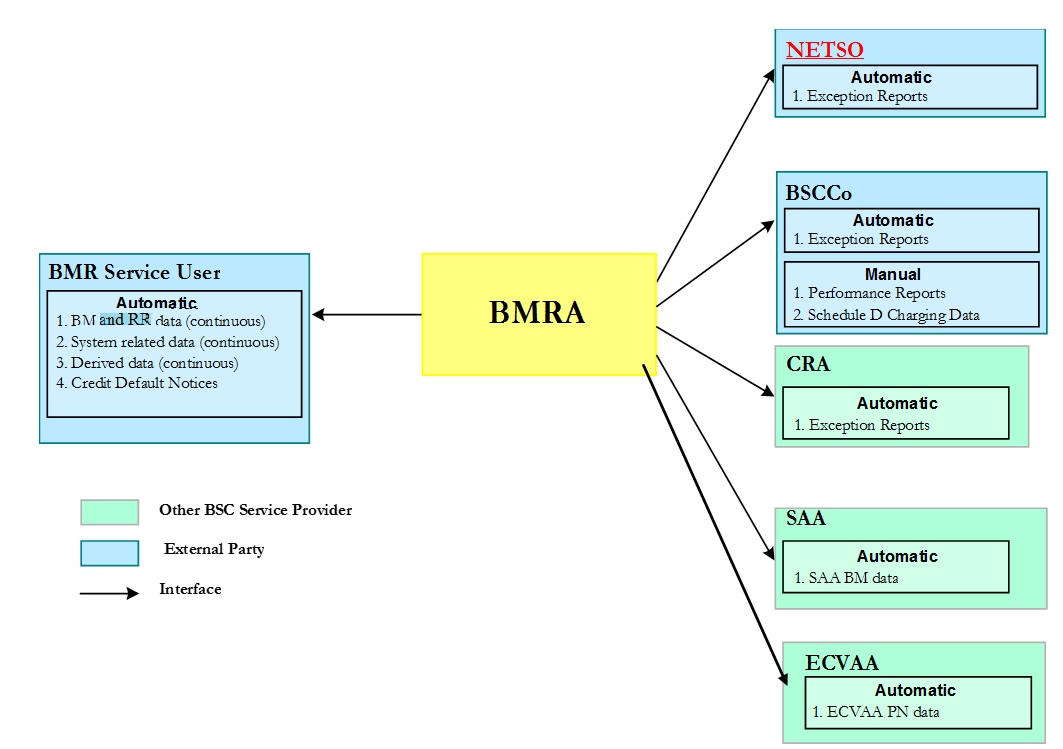 NETSO
Automatic
1. Exception Reports
BSCCo
Automatic
1. Exception Reports
Manual
1. Performance Reports
2. Schedule D Charging Data
BMR Service User
Automatic
1. BM and RR data (continuous)
2. System related data (continuous)
3. Derived data (continuous)
4. Credit Default Notices
BMRA
CRA
Automatic
1. Exception Reports
SAA
Automatic
1. SAA BM data
ECVAA
Automatic
1. ECVAA PN data
Other BSC Service Provider
External Party
Interface